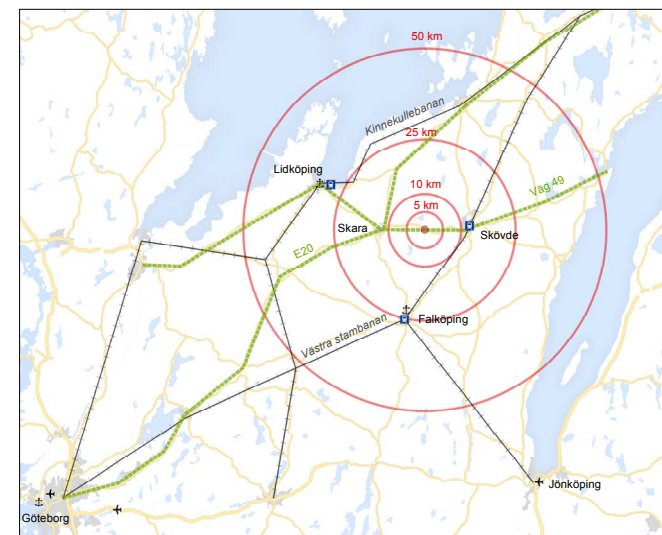 50 km
Kinnekullebanan
25 km
Lidköping
10 km
Väg 49
5 km
Skara
Skövde
E20
Falköping
Västra stambanan
Jönköping
Göteborg